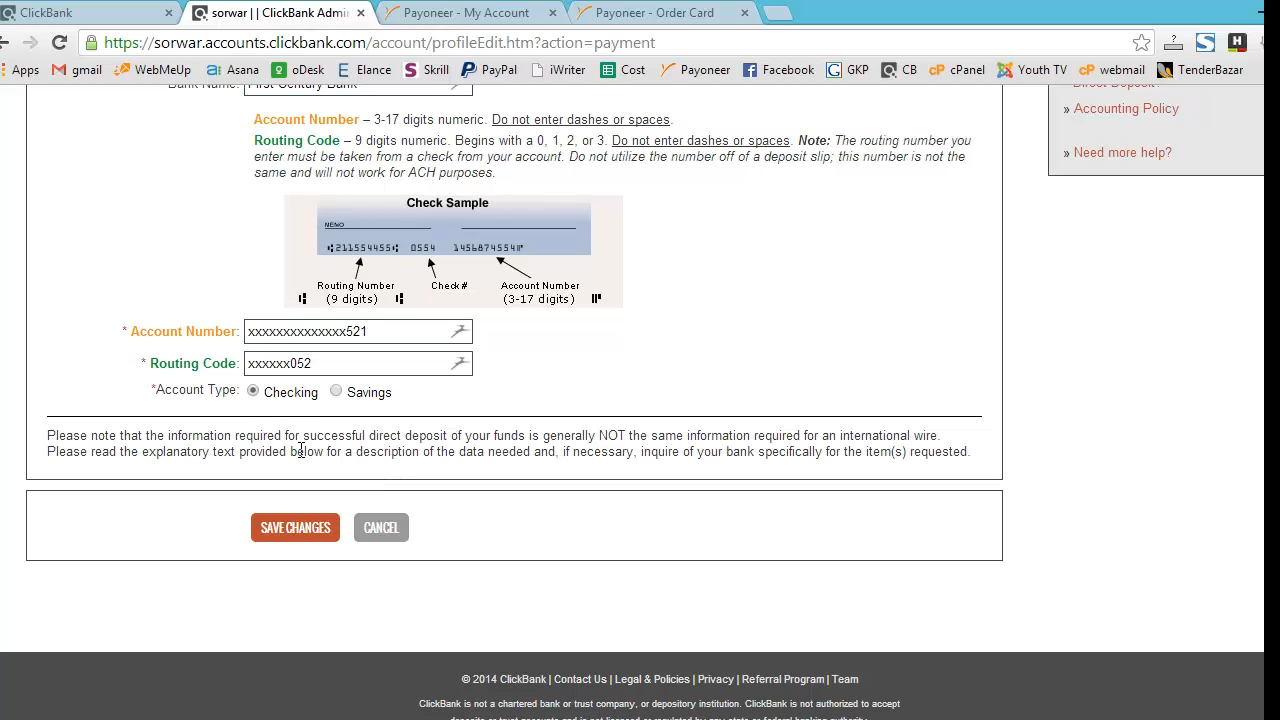 ClickBank
sorwar | | ClickBank Admi
Payoneer - My Account
Payoneer - Order Card
https://sorwar.accounts.clickbank.com/account/profileEdit.htm?action=payment
Apps gmail WebMeUp Asana oDesk Elance Skrill PayPal iWriter Cost Payoneer Facebook GKP CB cPanel Youth TV webmail TenderBazar
Bank Name: First Century Bank
Direct Deposit?
» Accounting Policy
» Need more help?
Account Number – 3-17 digits numeric. Do not enter dashes or spaces.
Routing Code – 9 digits numeric. Begins with a 0, 1, 2, or 3. Do not enter dashes or spaces. Note: The routing number you
enter must be taken from a check from your account. Do not utilize the number off of a deposit slip; this number is not the
same and will not work for ACH purposes.
Check Sample
MEMO
⑆211554455⑆ 0554 1456874554⑈
Routing Number Check# Account Number
⑆ (9 digits) ⑆ (3-17 digits) ⑈
* Account Number: xxxxxxxxxxxxxx521
* Routing Code: xxxxxx052
*Account Type: Checking Savings
Please note that the information required for successful direct deposit of your funds is generally NOT the same information required for an international wire.
Please read the explanatory text provided below for a description of the data needed and, if necessary, inquire of your bank specifically for the item(s) requested.
SAVE CHANGES CANCEL
© 2014 ClickBank | Contact Us | Legal & Policies | Privacy | Referral Program | Team
ClickBank is not a chartered bank or trust company, or depository institution. ClickBank is not authorized to accept
deposits or trust accounts and is not licensed or regulated by any state or federal banking authority.